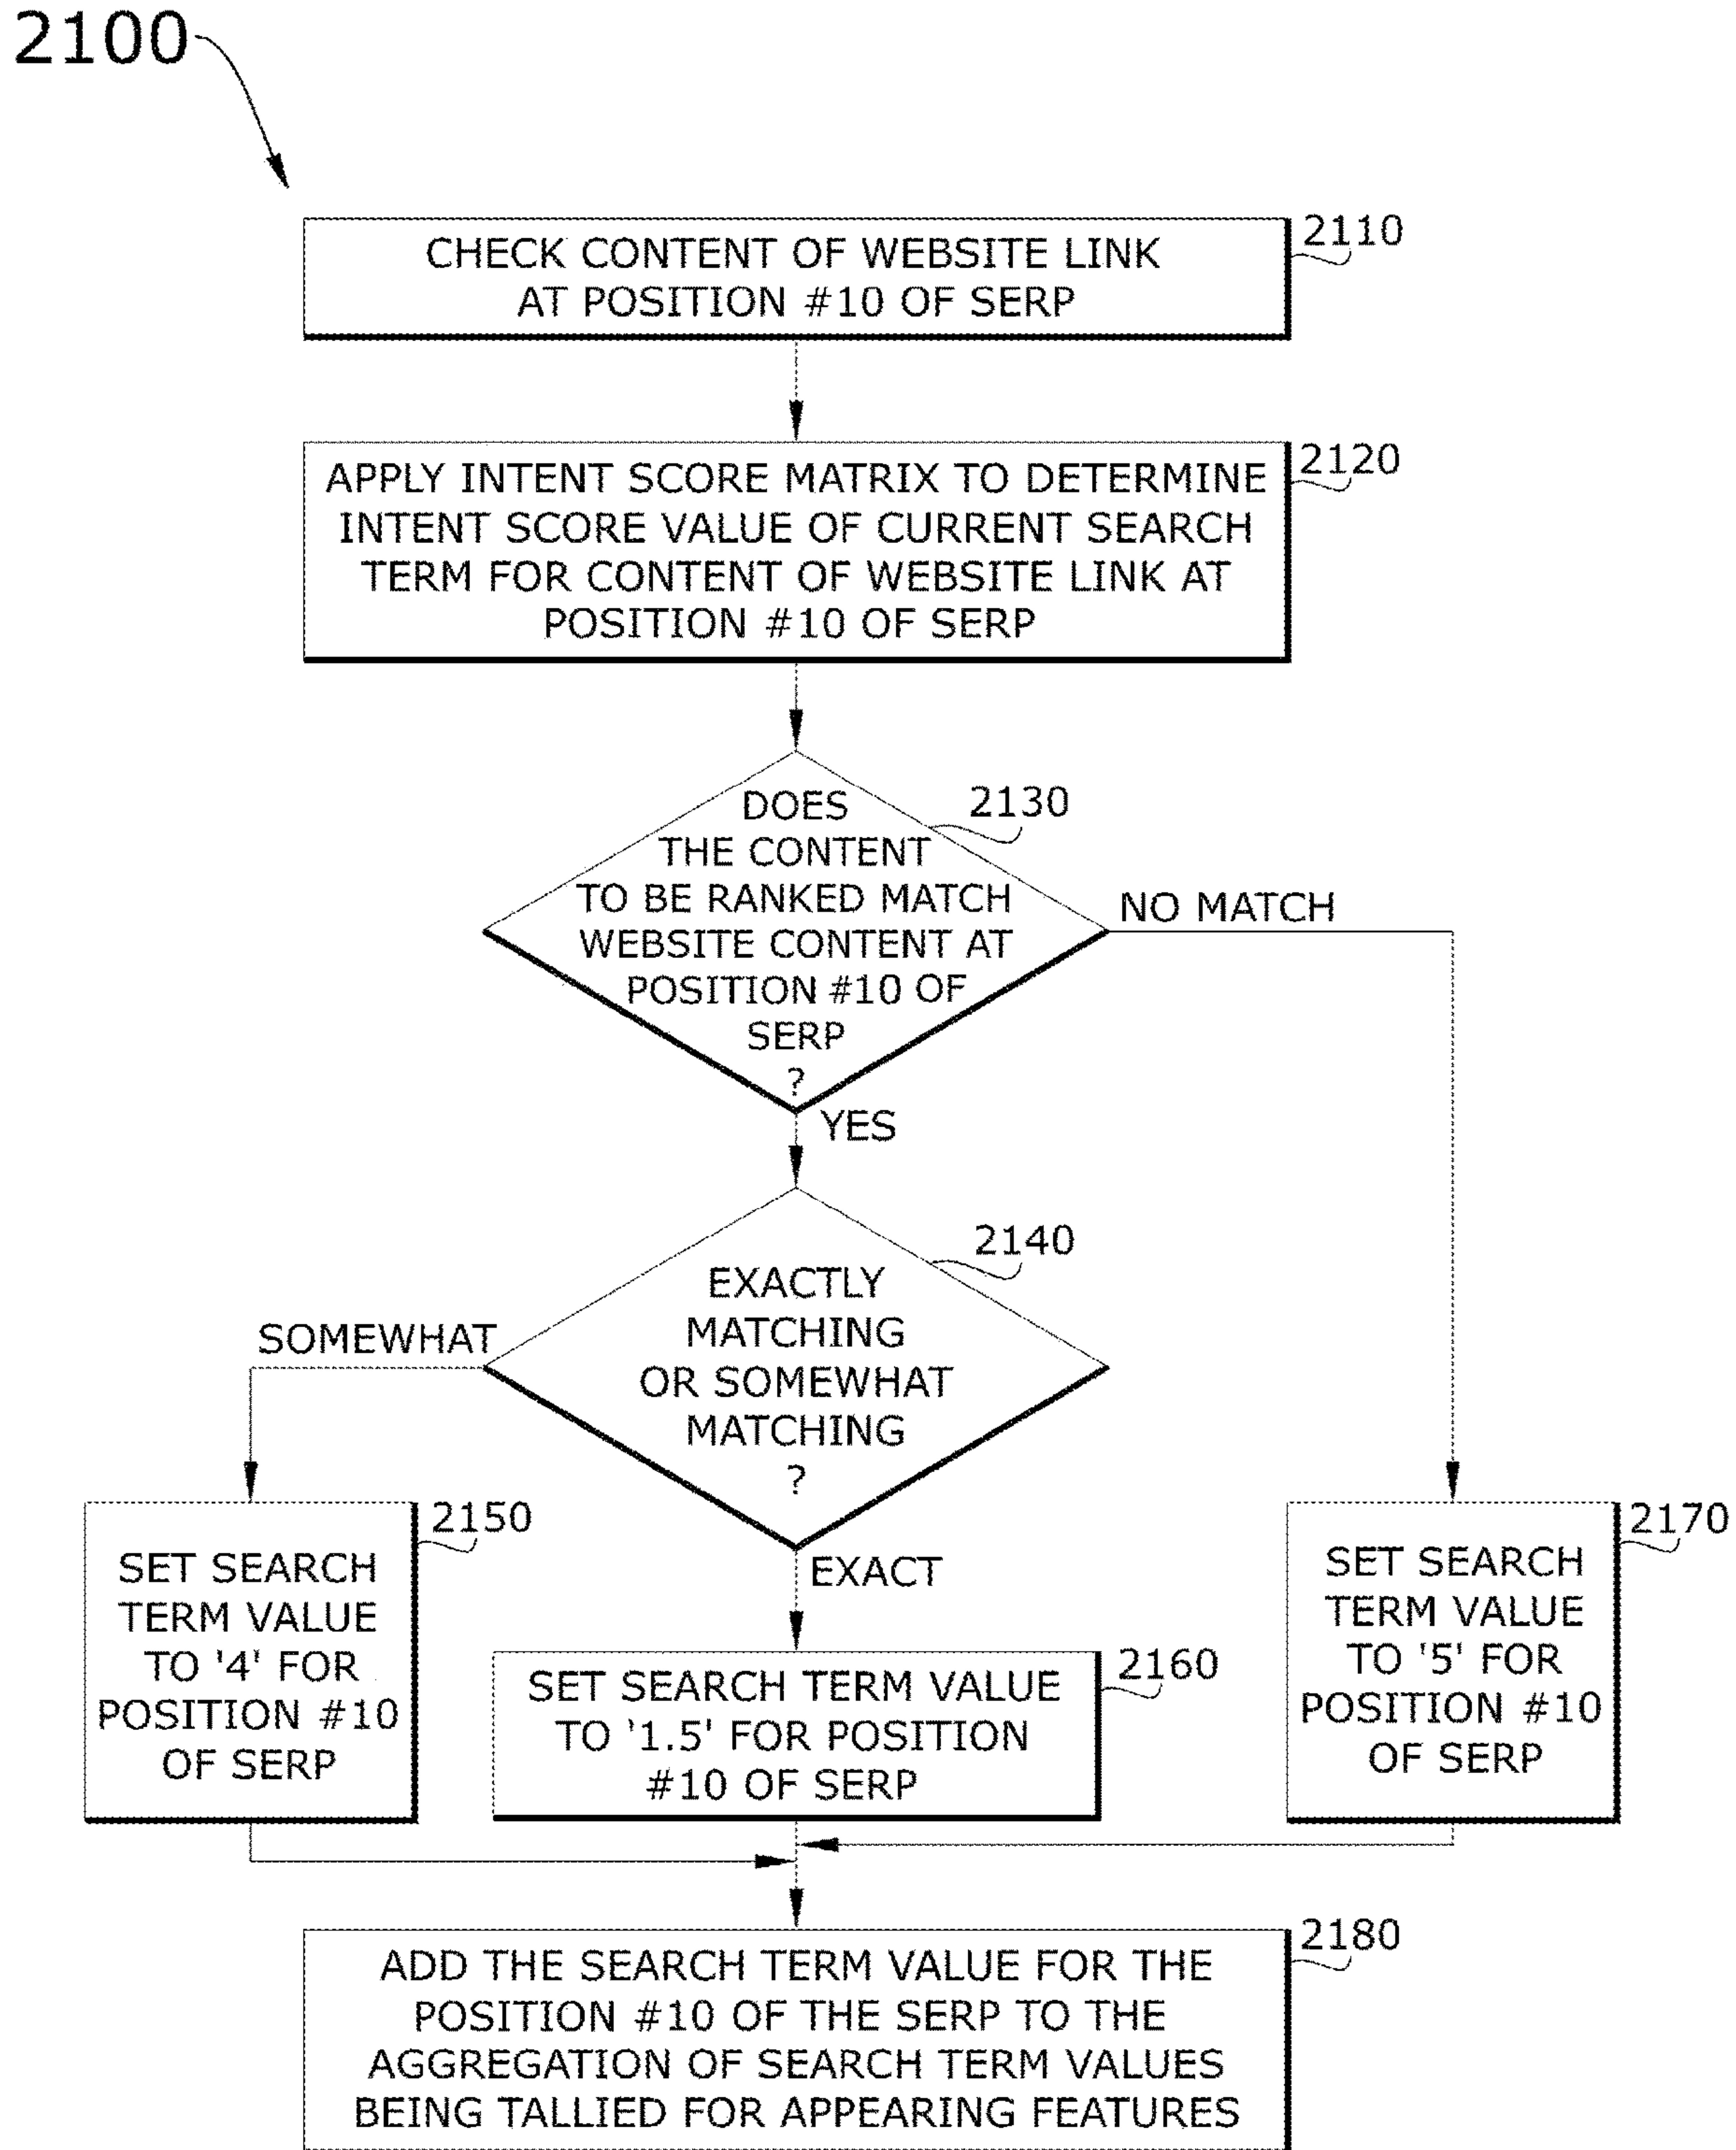 2100
CHECK CONTENT OF WEBSITE LINK
AT POSITION #10 OF SERP
2110
APPLY INTENT SCORE MATRIX TO DETERMINE
INTENT SCORE VALUE OF CURRENT SEARCH
TERM FOR CONTENT OF WEBSITE LINK AT
POSITION #10 OF SERP
2120
DOES
THE CONTENT
TO BE RANKED MATCH
WEBSITE CONTENT AT
POSITION #10 OF
SERP
?
2130
NO MATCH
YES
EXACTLY
MATCHING
OR SOMEWHAT
MATCHING
?
2140
SOMEWHAT
EXACT
SET SEARCH
TERM VALUE
TO '4' FOR
POSITION #10
OF SERP
2150
SET SEARCH TERM VALUE
TO '1.5' FOR POSITION
#10 OF SERP
2160
SET SEARCH
TERM VALUE
TO '5' FOR
POSITION #10
OF SERP
2170
ADD THE SEARCH TERM VALUE FOR THE
POSITION #10 OF THE SERP TO THE
AGGREGATION OF SEARCH TERM VALUES
BEING TALLIED FOR APPEARING FEATURES
2180